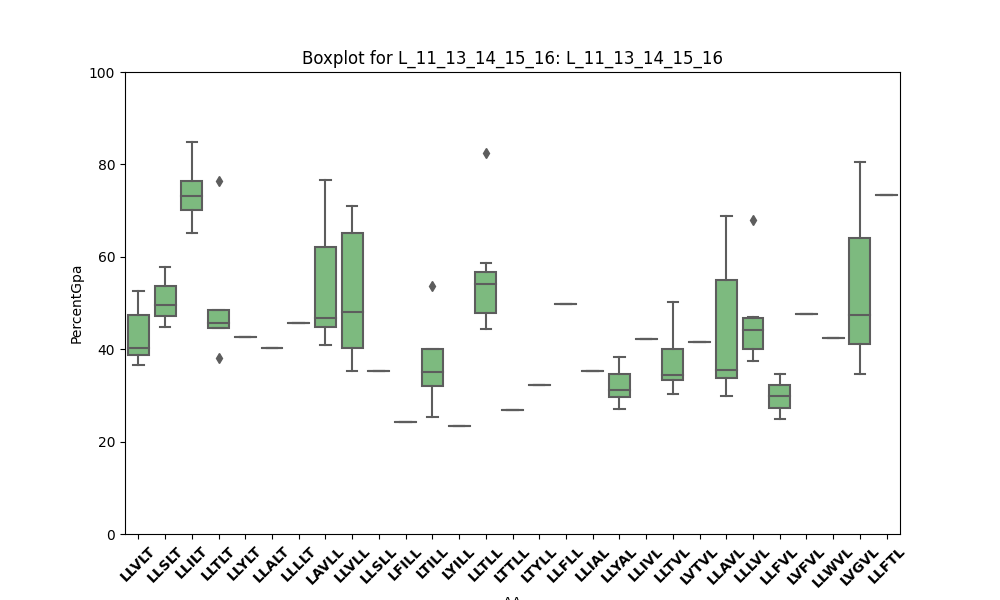 Boxplot for L_11_13_14_15_16: L_11_13_14_15_16
PercentGpa
100
80
60
40
20
0
LLVLT
LLSLT
LLILT
LLTLT
LLYLT
LLALT
LLLLT
LAVLL
LLVLL
LLSLL
LFILL
LTILL
LYILL
LLTLL
LTTLL
LTYLL
LLFLL
LLIAL
LLYAL
LLIVL
LLTVL
LVTVL
LLAVL
LLLVL
LLFVL
LVFVL
LLWVL
LVGVL
LLFTL